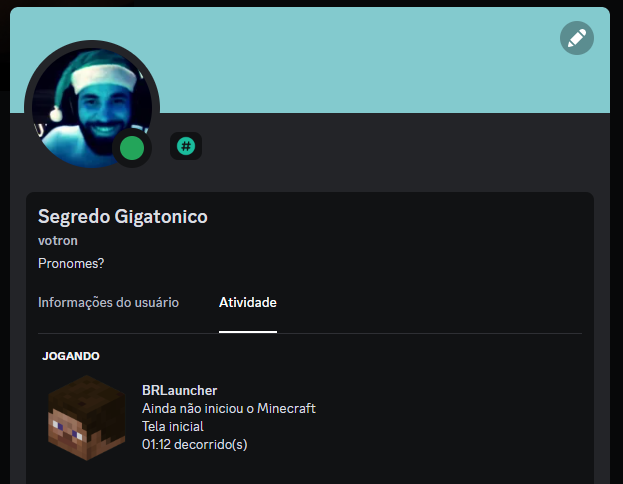 #
Segredo Gigatonico
votron
Pronomes?
Informações do usuário Atividade
JOGANDO
BRLauncher
Ainda não iniciou o Minecraft
Tela inicial
01:12 decorrido(s)